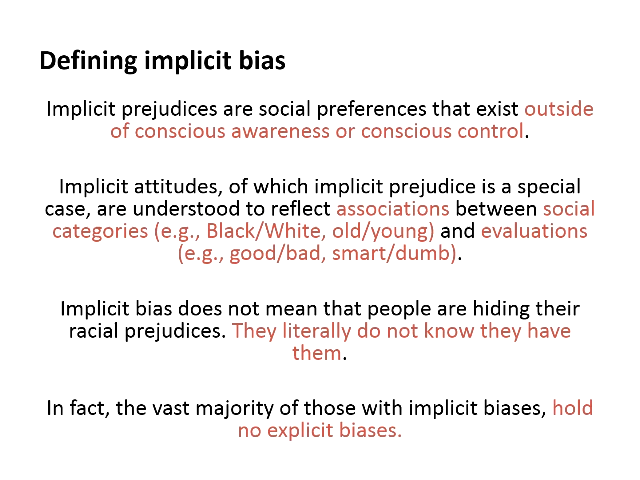 Defining implicit bias
Implicit prejudices are social preferences that exist outside
of conscious awareness or conscious control.
Implicit attitudes, of which implicit prejudice is a special
case, are understood to reflect associations between social
categories (e.g., Black/White, old/young) and evaluations
(e.g., good/bad, smart/dumb).
Implicit bias does not mean that people are hiding their
racial prejudices. They literally do not know they have
them.
In fact, the vast majority of those with implicit biases, hold
no explicit biases.